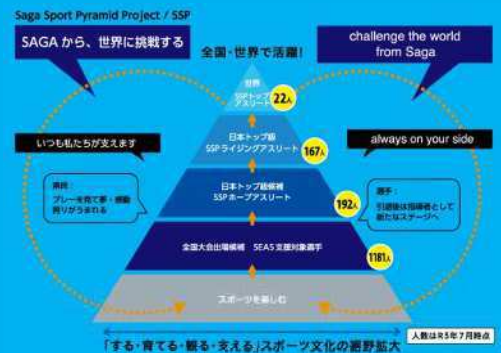 Saga Sport Pyramid Project / SSP
SAGAから、世界に挑戦する
全国・世界で活躍！
challenge the world
from Saga
世界
SSPトップ
アスリート
22人
いつも私たちが支えます
日本トップ級
SSPライジングアスリート
167人
always on your side
県民：
プレーを見て夢・感動
誇りがうまれる
日本トップ級候補
SSPホープアスリート
192人
選手：
引退後は指導者として
新たなステージへ
全国大会出場候補 SEAS支援対象選手
1181人
スポーツを楽しむ
「する・育てる・観る・支える」スポーツ文化の裾野拡大
人数はR5年7月時点